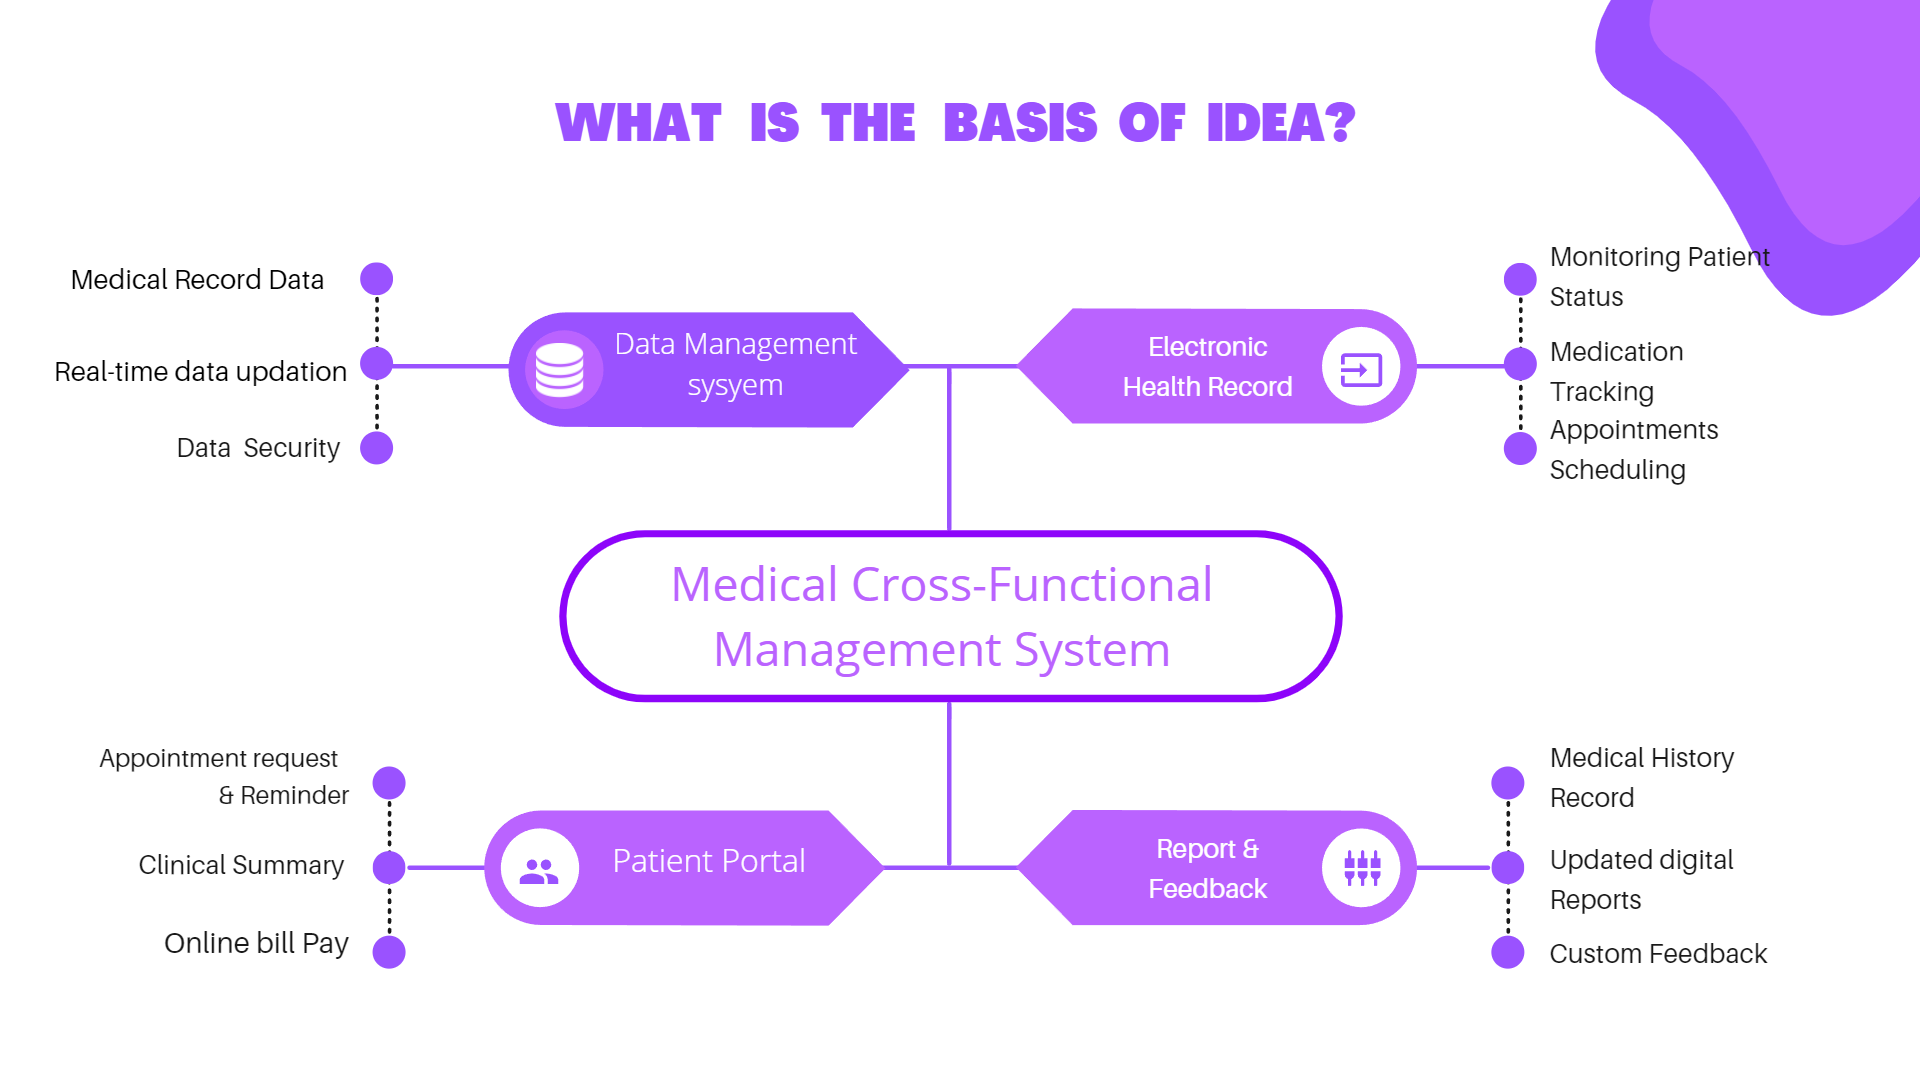 WHAT IS THE BASIS OF IDEA?
Medical Record Data
Real-time data updation
Data Security
Data Management
sysyem
Electronic
Health Record
Monitoring Patient
Status
Medication
Tracking
Appointments
Scheduling
Medical Cross-Functional
Management System
Appointment request
& Reminder
Clinical Summary
Online bill Pay
Patient Portal
Report &
Feedback
Medical History
Record
Updated digital
Reports
Custom Feedback